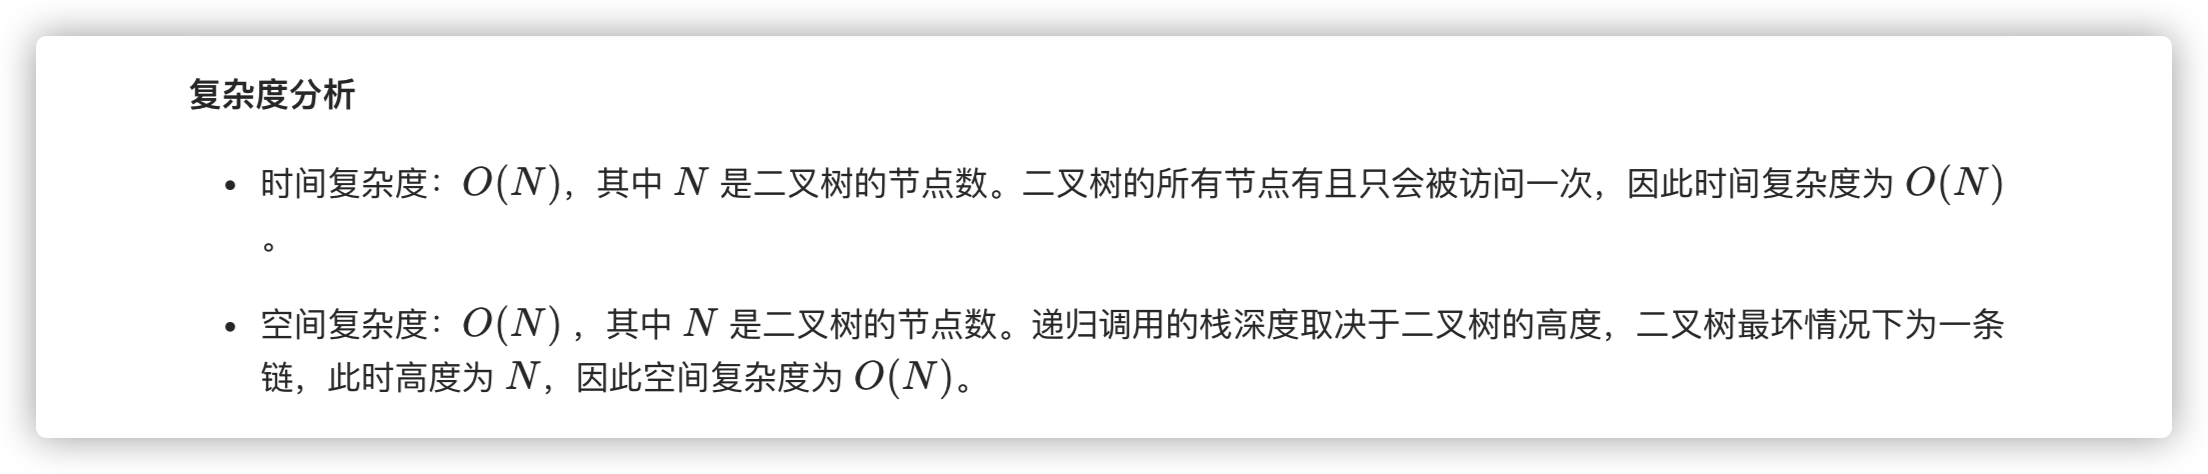 复杂度分析
• 时间复杂度：O(N)，其中 N 是二叉树的节点数。二叉树的所有节点有且只会被访问一次，因此时间复杂度为 O(N)
。
• 空间复杂度：O(N) ，其中 N 是二叉树的节点数。递归调用的栈深度取决于二叉树的高度，二叉树最坏情况下为一条
链，此时高度为 N，因此空间复杂度为 O(N)。